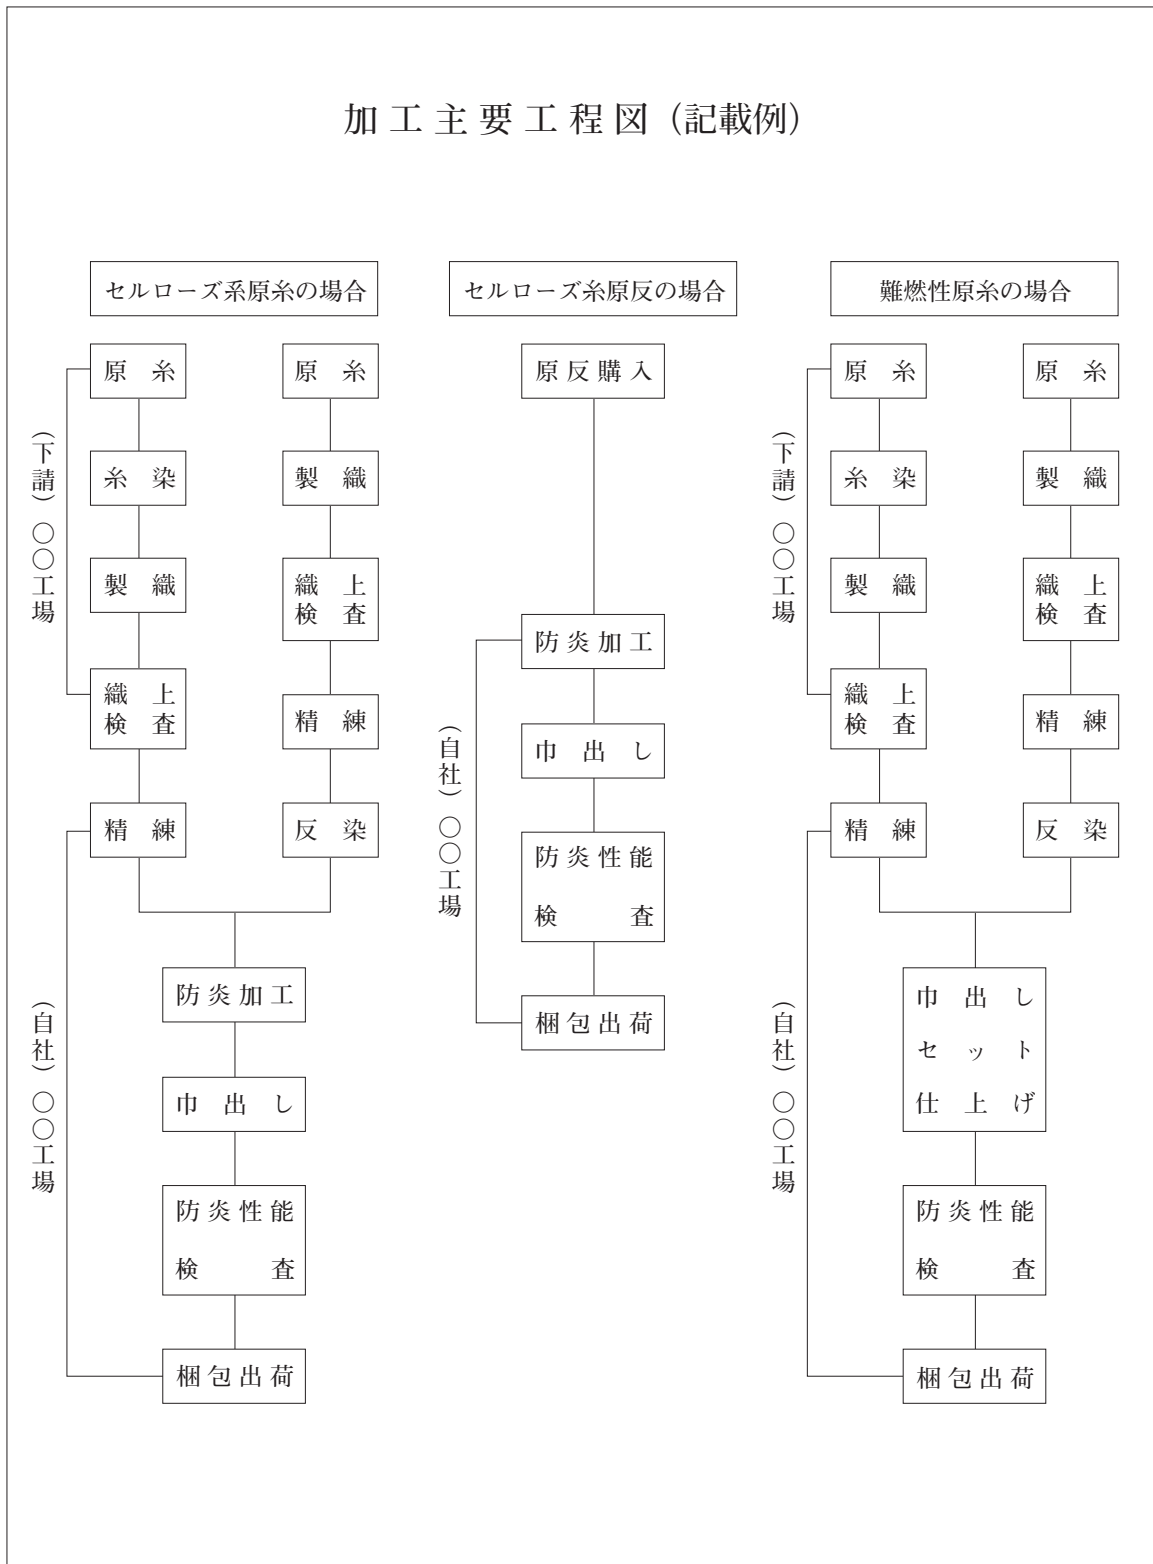 加工主要工程図（記載例）
セルローズ系原糸の場合
原糸
糸染
製織
織上
検査
精練
（下請）〇〇工場
原糸
製織
織上
検査
精練
反染
防炎加工
巾出し
防炎性能
検査
梱包出荷
（自社）〇〇工場
セルローズ糸原反の場合
原反購入
防炎加工
巾出し
防炎性能
検査
梱包出荷
（自社）〇〇工場
難燃性原糸の場合
原糸
糸染
製織
織上
検査
精練
（下請）〇〇工場
原糸
製織
織上
検査
精練
反染
巾出し
セット
仕上げ
防炎性能
検査
梱包出荷
（自社）〇〇工場